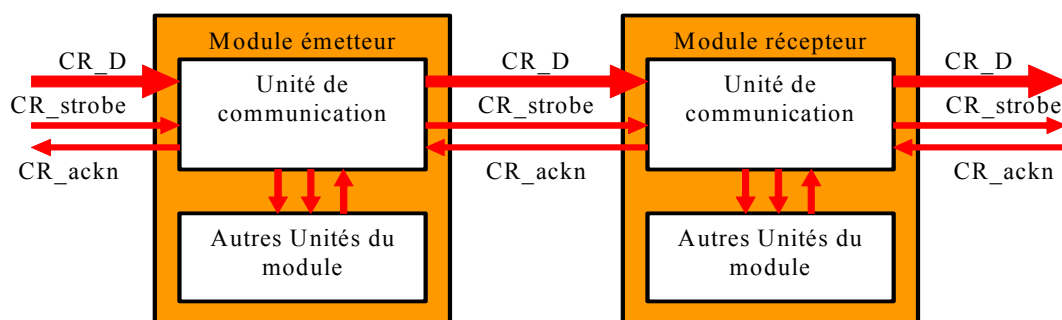 Module émetteur
Module récepteur
CR_D
Unité de
communication
CR_D
Unité de
communication
CR_D
CR_strobe
CR_strobe
CR_strobe
CR_ackn
CR_ackn
CR_ackn
Autres Unités du
module
Autres Unités du
module